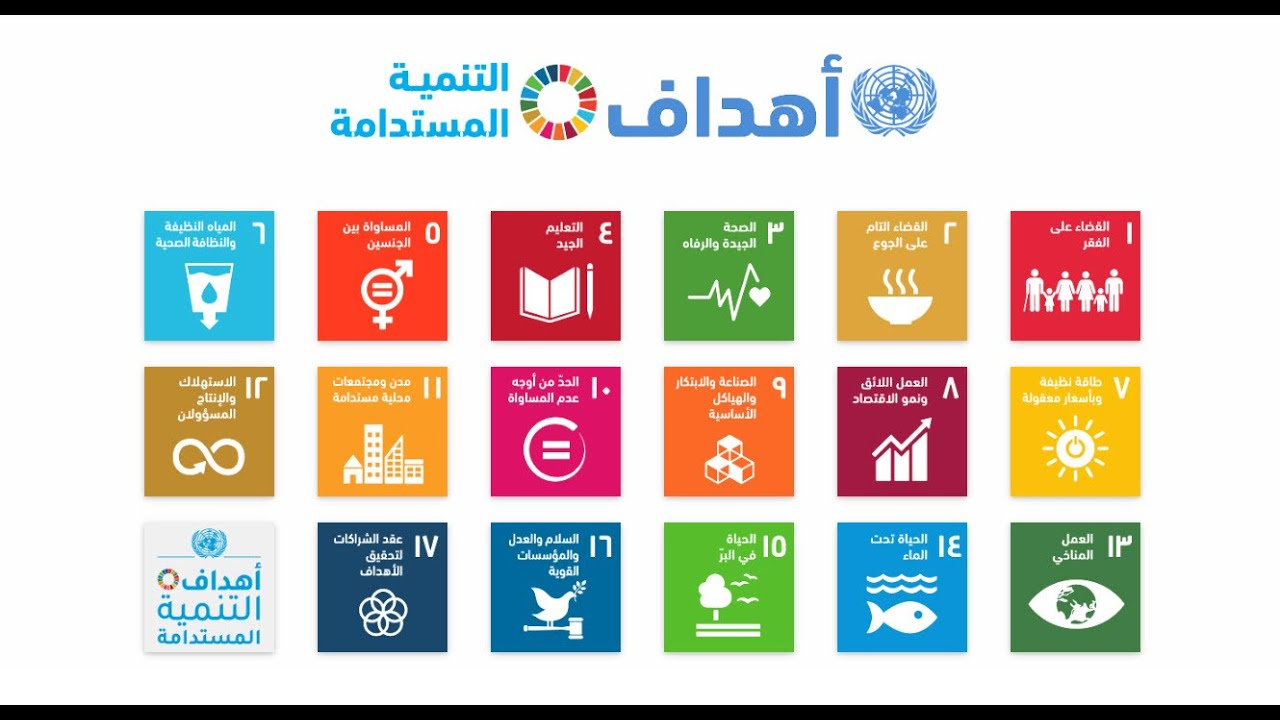 أهداف
التنمية
المستدامة
١
القضاء على
الفقر
٢
القضاء التام
على الجوع
٣
الصحة
الجيدة والرفاه
٤
التعليم
الجيد
٥
المساواة بين
الجنسين
٦
المياه النظيفة
والنظافة الصحية
٧
طاقة نظيفة
وبأسعار معقولة
٨
العمل اللائق
ونمو الاقتصاد
٩
الصناعة والابتكار
والهياكل
الأساسية
١٠
الحدّ من أوجه
عدم المساواة
١١
مدن ومجتمعات
محلية مستدامة
١٢
الاستهلاك
والإنتاج
المسؤولان
١٣
العمل
المناخي
١٤
الحياة تحت
الماء
١٥
الحياة
في البرّ
١٦
السلام والعدل
والمؤسسات
القوية
١٧
عقد الشراكات
لتحقيق
الأهداف
أهداف
التنمية
المستدامة